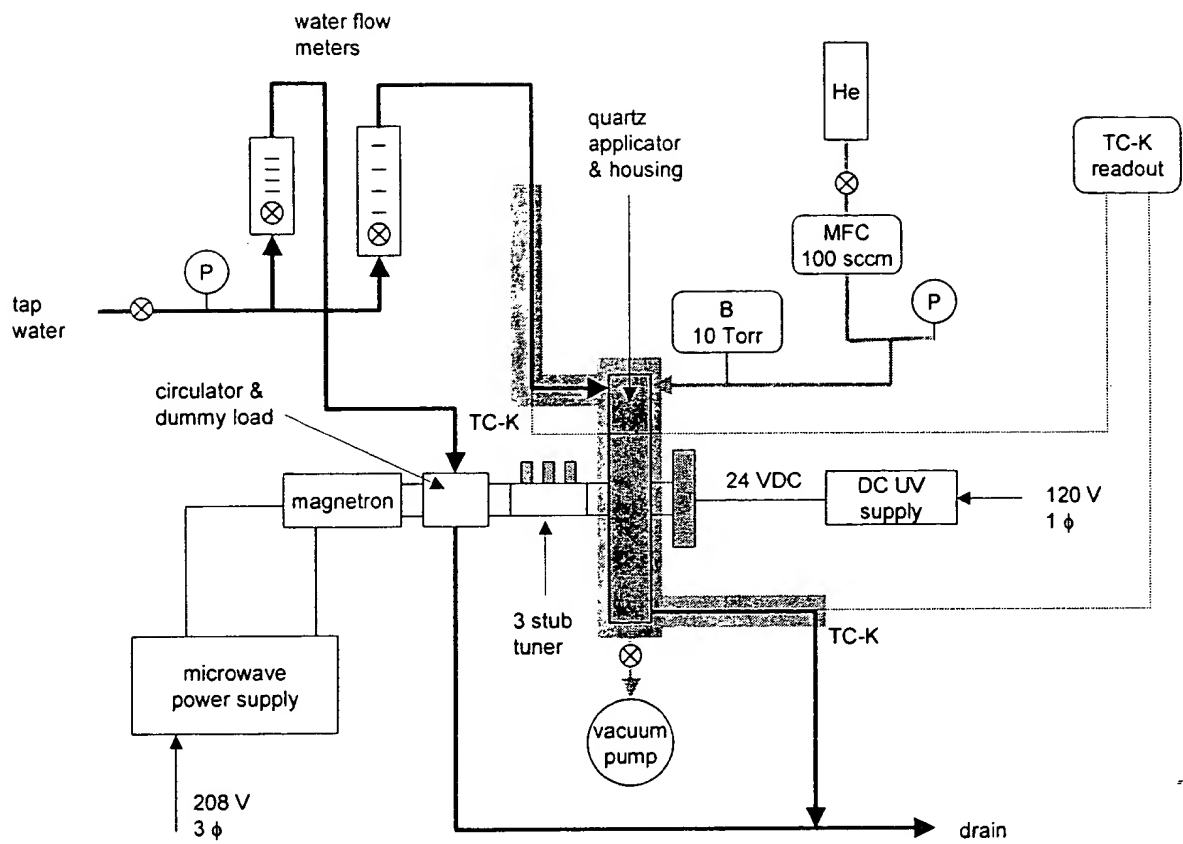 water flow
meters
He
quartz
applicator
& housing
TC-K
readout
MFC
100 sccm
P
P
B
10 Torr
tap
water
circulator &
dummy load
TC-K
magnetron
24 VDC
DC UV
supply
120 V
1 ϕ
3 stub
tuner
TC-K
microwave
power supply
vacuum
pump
208 V
3 ϕ
drain